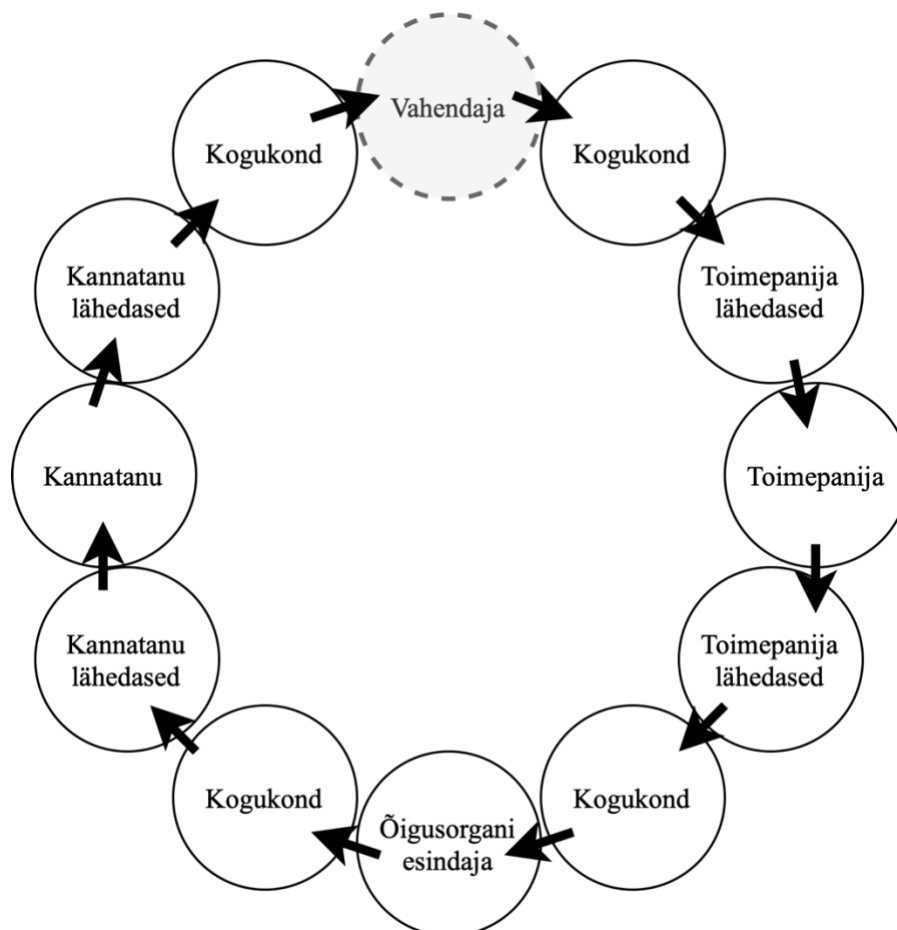 Vahendaja
Kogukond
Kogukond
Kannatanu
lähedased
Toimepanija
lähedased
Kannatanu
Toimepanija
Kannatanu
lähedased
Toimepanija
lähedased
Kogukond
Kogukond
Õigusorgani
esindaja